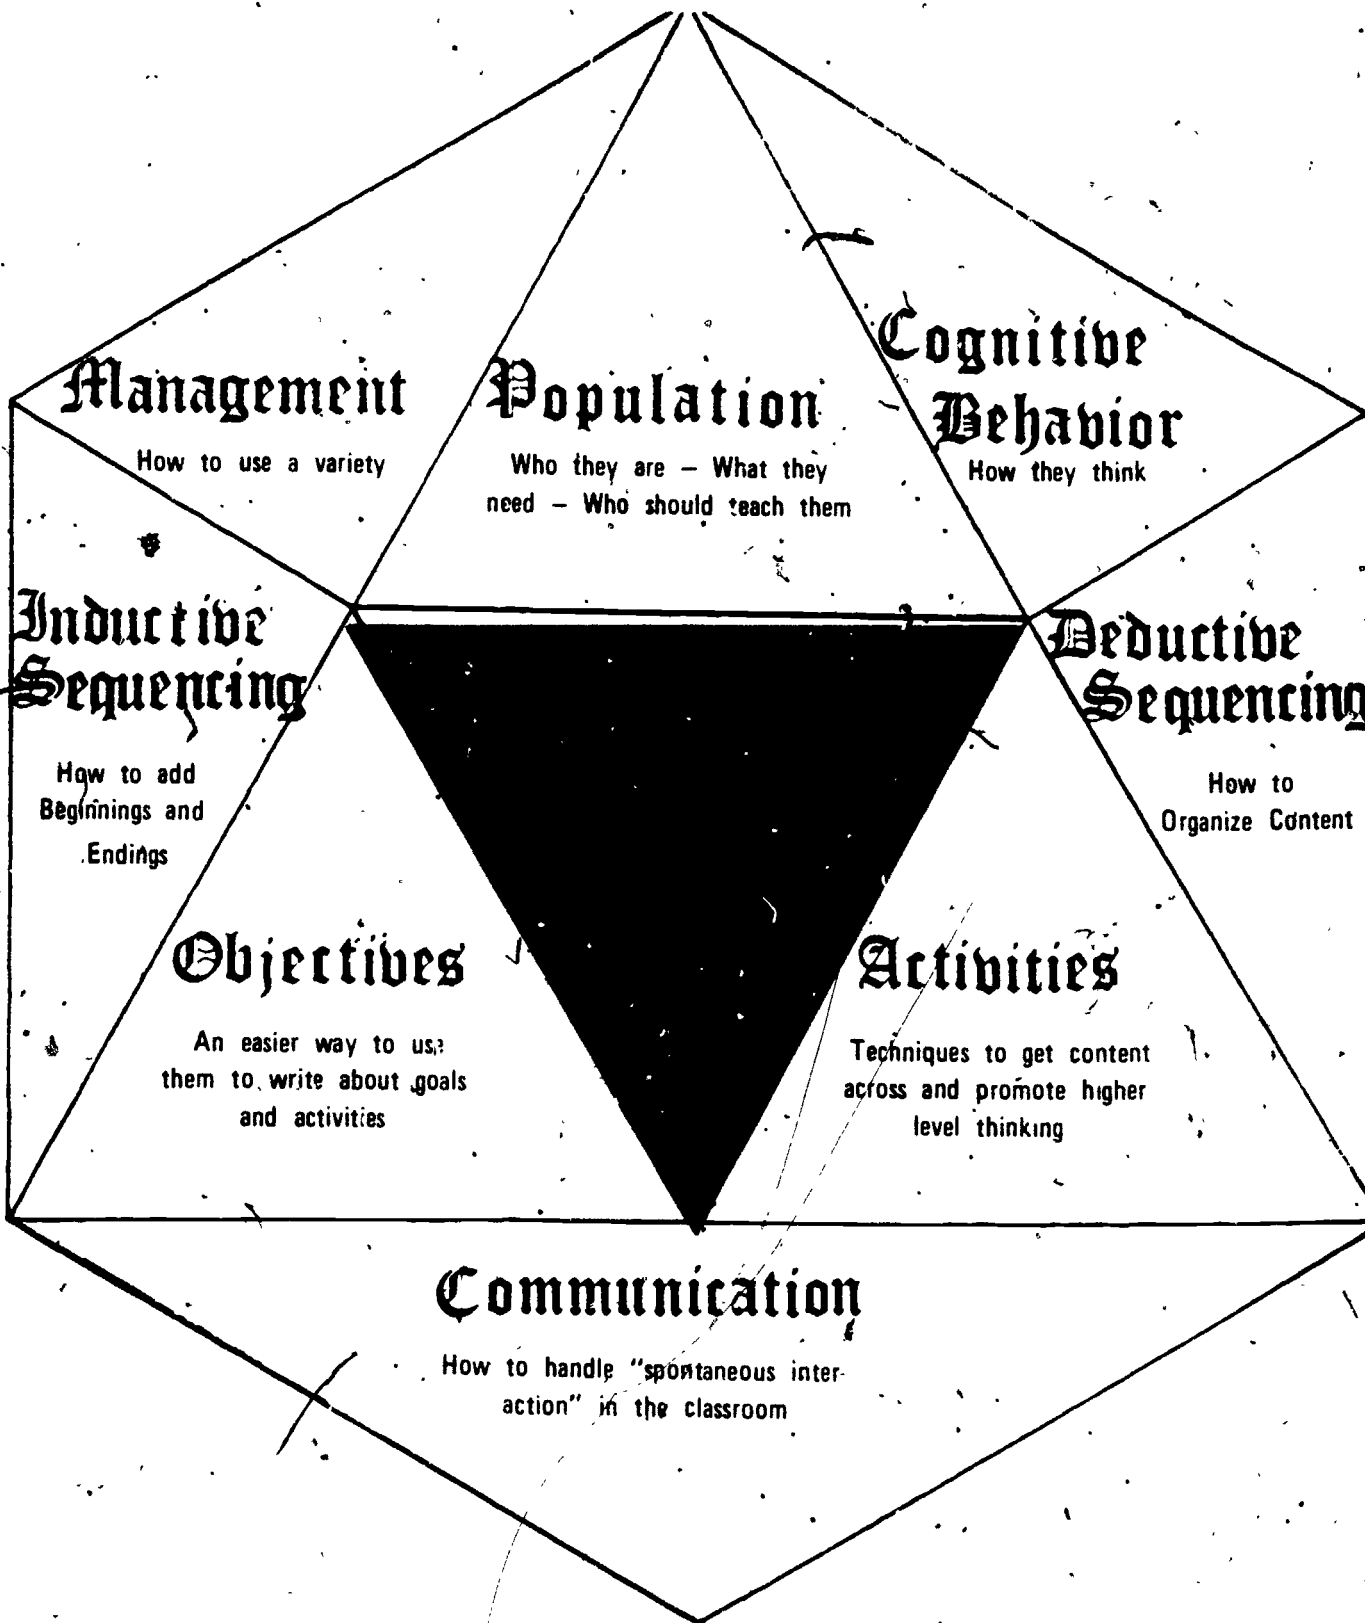 Management
How to use a variety
Population
Who they are – What they
need – Who should teach them
Cognitive
Behavior
How they think
Inductive
Sequencing
How to add
Beginnings and
Endings
Deductive
Sequencing
How to
Organize Content
Objectives
An easier way to use
them to write about goals
and activities
Activities
Techniques to get content
across and promote higher
level thinking
Communication
How to handle “spontaneous inter-
action” in the classroom